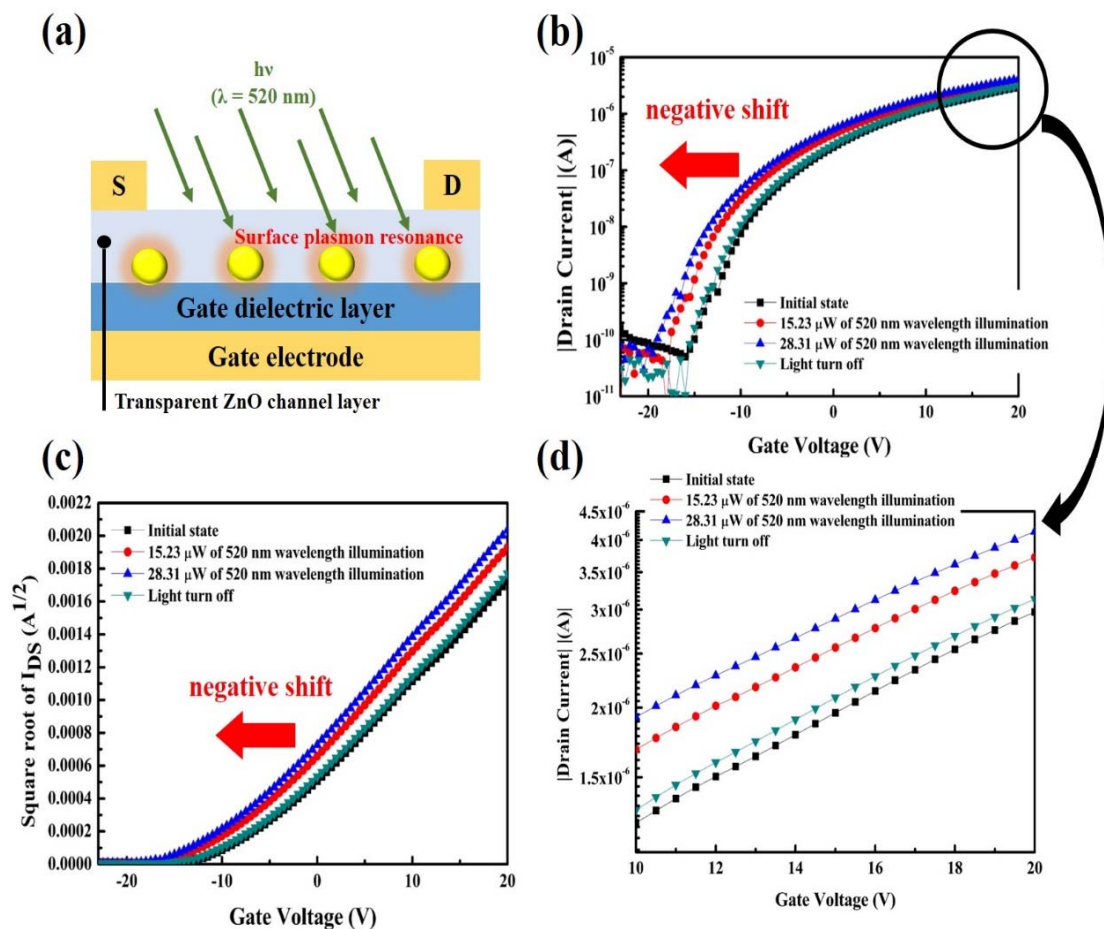 (a)
hν
(λ = 520 nm)
S
D
Surface plasmon resonance
Gate dielectric layer
Gate electrode
Transparent ZnO channel layer
(b)
|Drain Current| |(A)
10⁻⁵
10⁻⁶
10⁻⁷
10⁻⁸
10⁻⁹
10⁻¹⁰
10⁻¹¹
negative shift
Initial state
15.23 μW of 520 nm wavelength illumination
28.31 μW of 520 nm wavelength illumination
Light turn off
-20 -10 0 10 20
Gate Voltage (V)
(c)
Square root of I_DS (A^1/2)
0.0022
0.0020
0.0018
0.0016
0.0014
0.0012
0.0010
0.0008
0.0006
0.0004
0.0002
0.0000
Initial state
15.23 μW of 520 nm wavelength illumination
28.31 μW of 520 nm wavelength illumination
Light turn off
negative shift
-20 -10 0 10 20
Gate Voltage (V)
(d)
Initial state
15.23 μW of 520 nm wavelength illumination
28.31 μW of 520 nm wavelength illumination
Light turn off
|Drain Current| |(A)
4.5x10⁻⁶
4x10⁻⁶
3.5x10⁻⁶
3x10⁻⁶
2.5x10⁻⁶
2x10⁻⁶
1.5x10⁻⁶
10 12 14 16 18 20
Gate Voltage (V)